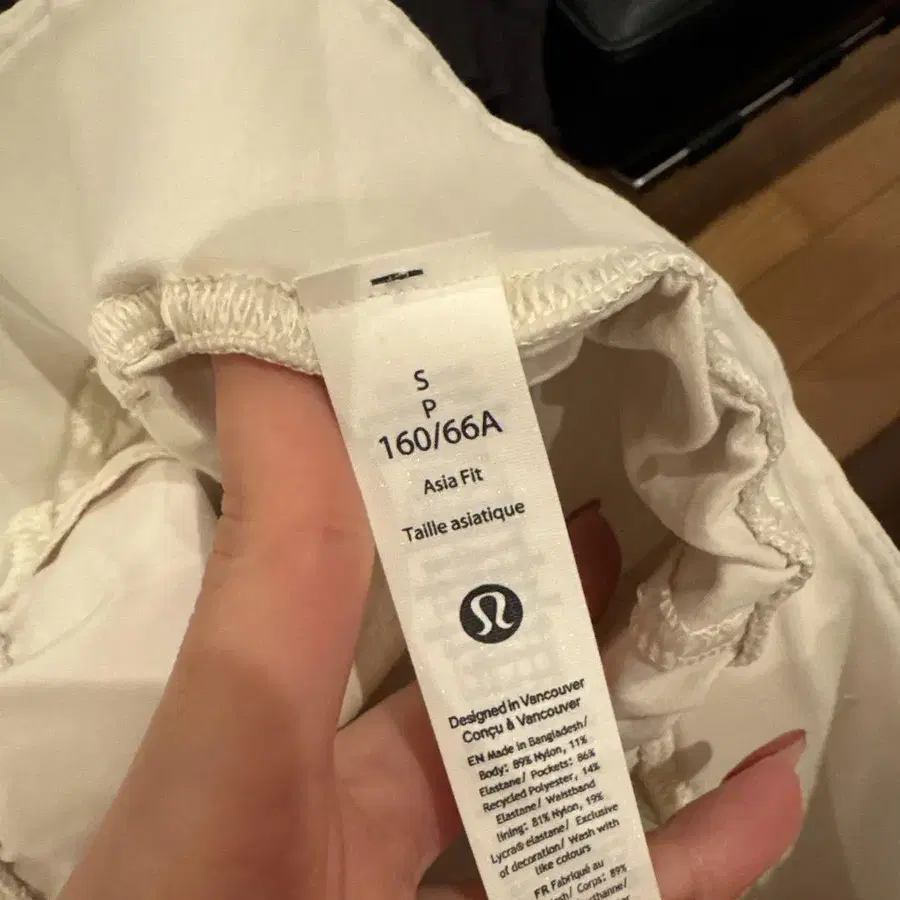 S
P
160/66A
Asia Fit
Taille asiatique
Designed in Vancouver
Conçu à Vancouver
EN Made in Bangladesh/
Body: 89% Nylon, 11%
Elastane/ Pockets: 86%
Recycled Polyester, 14%
Elastane/ Waistband
lining: 81% Nylon, 19%
Lycra® elastane/ Exclusive
of decoration/ Wash with
like colours
FR Fabriqué au
Corps: 89%